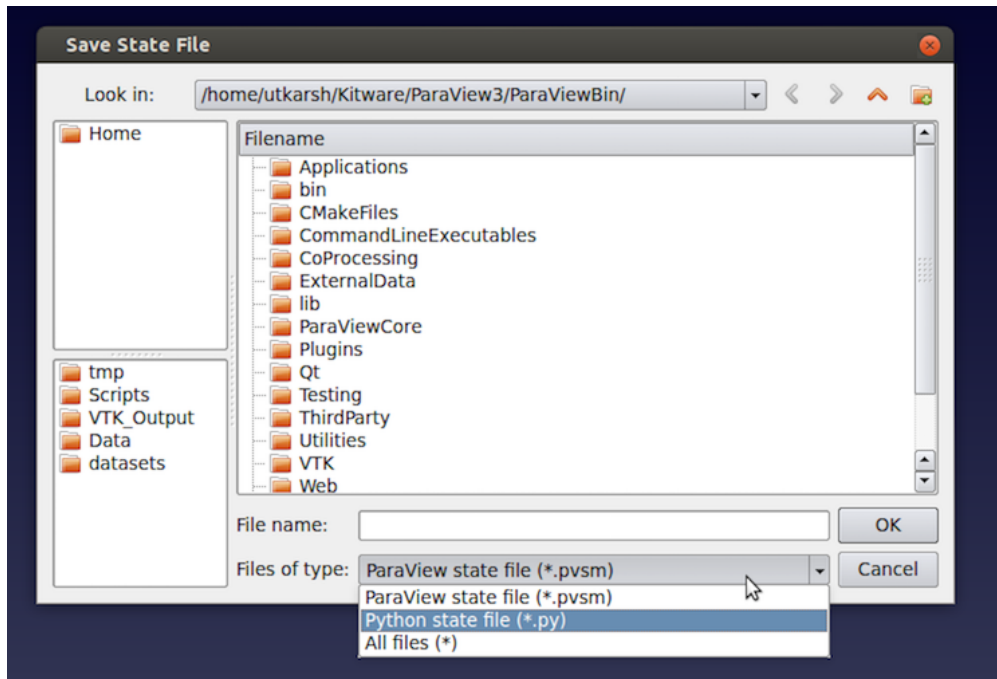 Save State File
Look in: /home/utkarsh/Kitware/ParaView3/ParaViewBin/
Home
Filename
Applications
bin
CMakeFiles
CommandLineExecutables
CoProcessing
ExternalData
lib
ParaViewCore
Plugins
Qt
Testing
ThirdParty
Utilities
VTK
Web
tmp
Scripts
VTK_Output
Data
datasets
File name: OK
Files of type: ParaView state file (*.pvsm) Cancel
ParaView state file (*.pvsm)
Python state file (*.py)
All files (*)